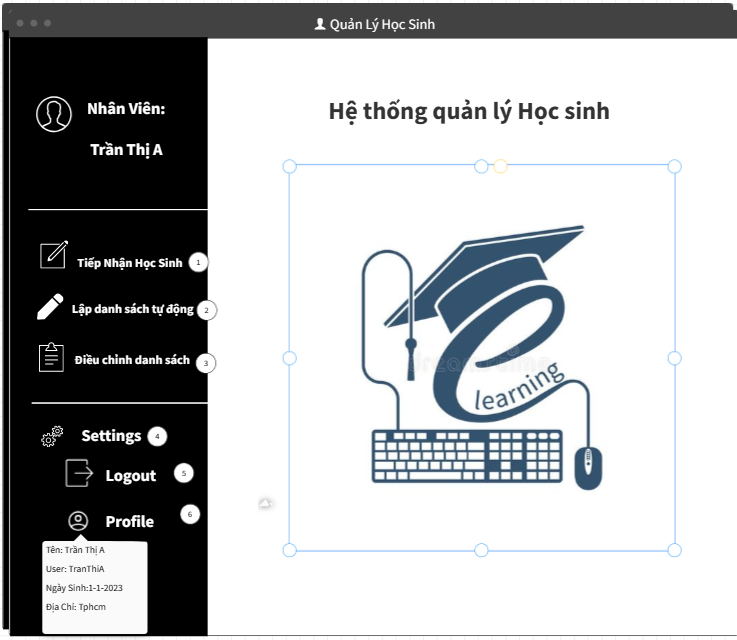 Quản Lý Học Sinh
Nhân Viên:
Trần Thị A
Hệ thống quản lý Học sinh
Tiếp Nhận Học Sinh 1
Lập danh sách tự động 2
Điều chỉnh danh sách 3
Settings 4
Logout 5
Profile 6
Tên: Trần Thị A
User: TranThiA
Ngày Sinh:1-1-2023
Địa Chỉ: Tphcm
e
learning
dreamstime